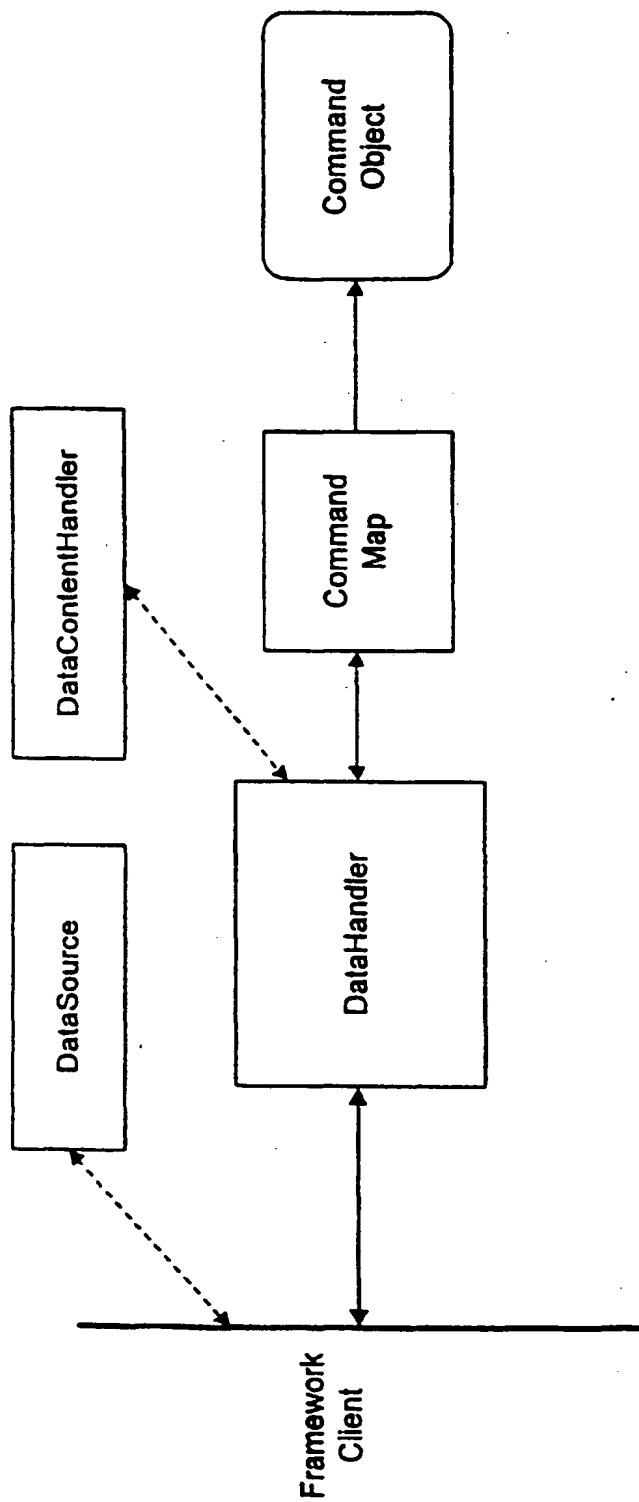 DataSource
DataContentHandler
Framework
Client
DataHandler
Command
Map
Command
Object